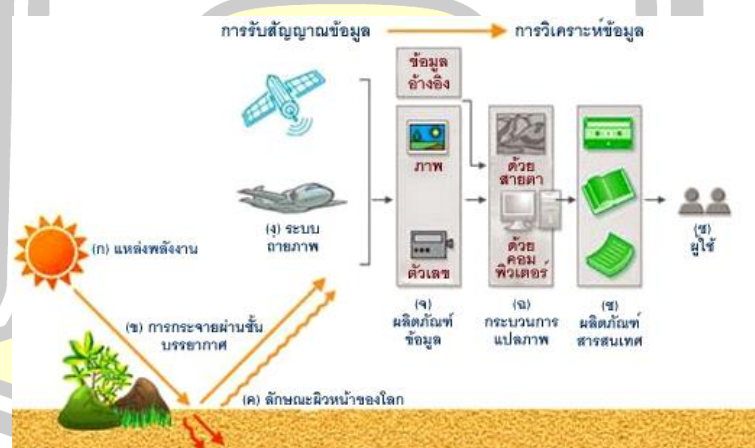 การรับสัญญาณข้อมูล
การวิเคราะห์ข้อมูล
ข้อมูล
อ้างอิง
ภาพ
ตัวเลข
ด้วย
สายตา
ด้วย
คอม
พิวเตอร์
(ก) แหล่งพลังงาน
(ง) ระบบ
ถ่ายภาพ
(ข) การกระจายผ่านชั้น
บรรยากาศ
(ค) ลักษณะผิวหน้าของโลก
(จ)
ผลิตภัณฑ์
ข้อมูล
(ฉ)
กระบวนการ
แปลภาพ
(ช)
ผลิตภัณฑ์
สารสนเทศ
(ซ)
ผู้ใช้